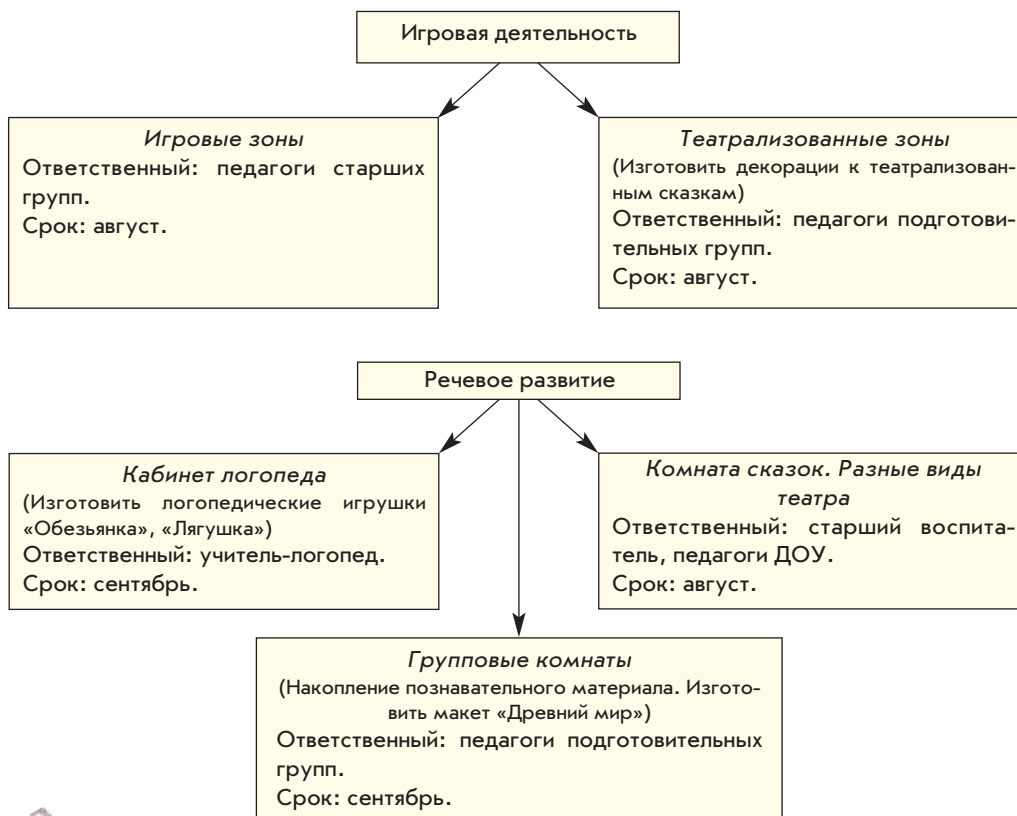 Игровая деятельность
Игровые зоны
Ответственный: педагоги старших
групп.
Срок: август.
Театрализованные зоны
(Изготовить декорации к театрализован-
ным сказкам)
Ответственный: педагоги подготови-
тельных групп.
Срок: август.
Речевое развитие
Кабинет логопеда
(Изготовить логопедические игрушки
«Обезьянка», «Лягушка»)
Ответственный: учитель-логопед.
Срок: сентябрь.
Комната сказок. Разные виды
театра
Ответственный: старший воспита-
тель, педагоги ДОУ.
Срок: август.
Групповые комнаты
(Накопление познавательного материала. Изгото-
вить макет «Древний мир»)
Ответственный: педагоги подготовительных
групп.
Срок: сентябрь.